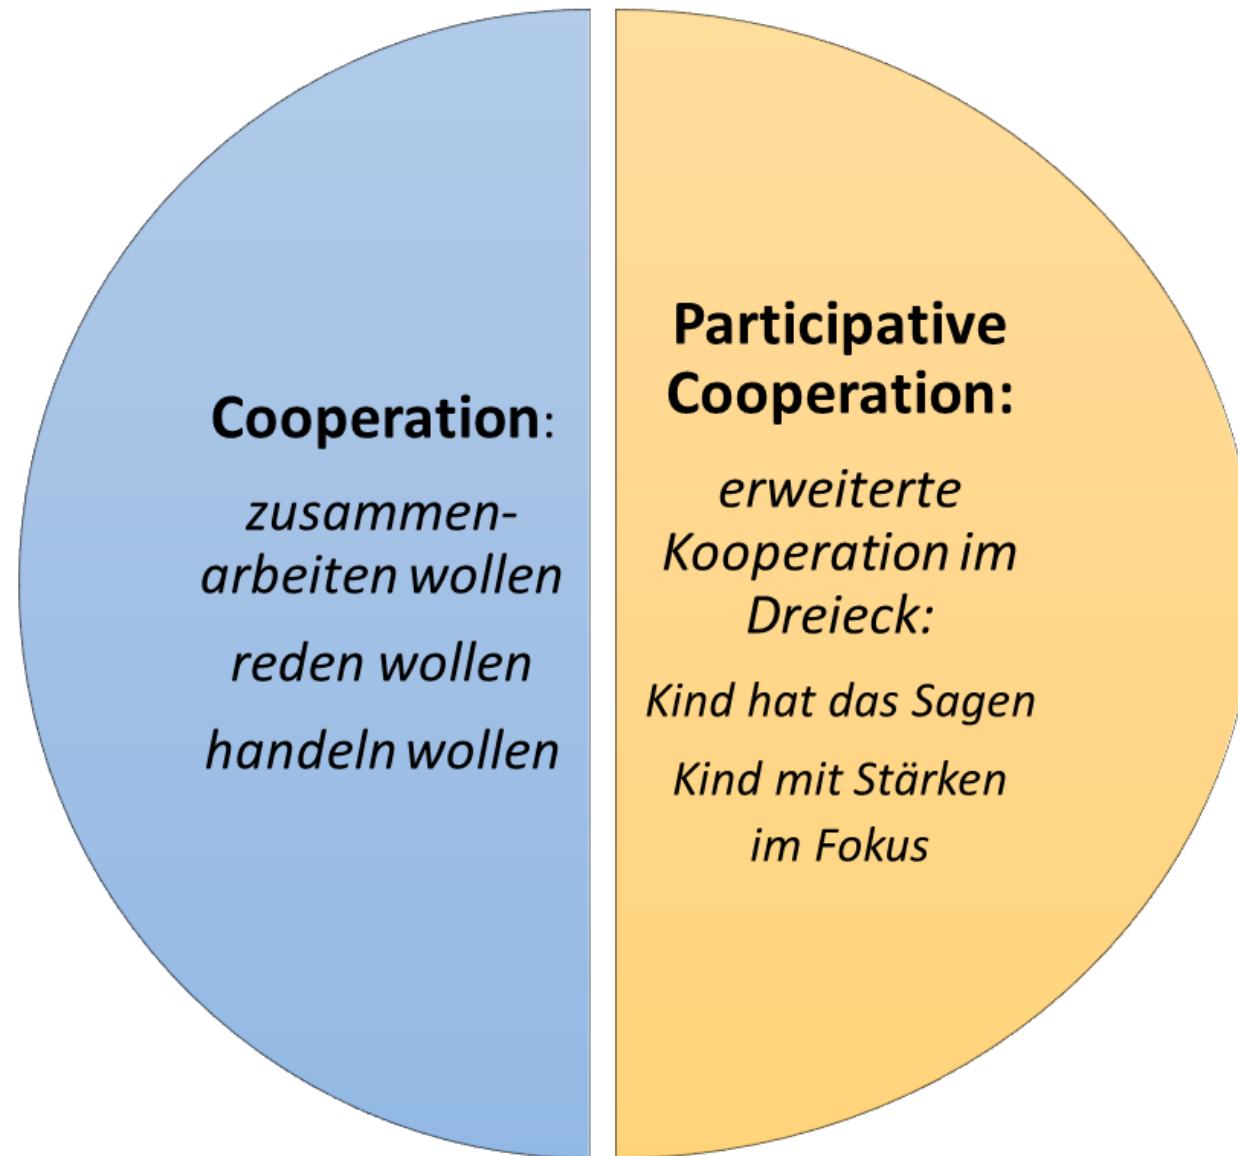 Cooperation:
zusammen-
arbeiten wollen
reden wollen
handeln wollen
Participative
Cooperation:
erweiterte
Kooperation im
Dreieck:
Kind hat das Sagen
Kind mit Stärken
im Fokus